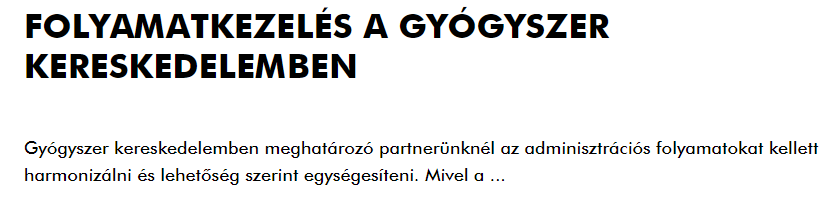 FOLYAMATKEZELÉS A GYÓGYSZER
KERESKEDELEMBEN
Gyógyszer kereskedelemben meghatározó partnerünknél az adminisztrációs folyamatokat kellett
harmonizálni és lehetőség szerint egységesíteni. Mivel a ...